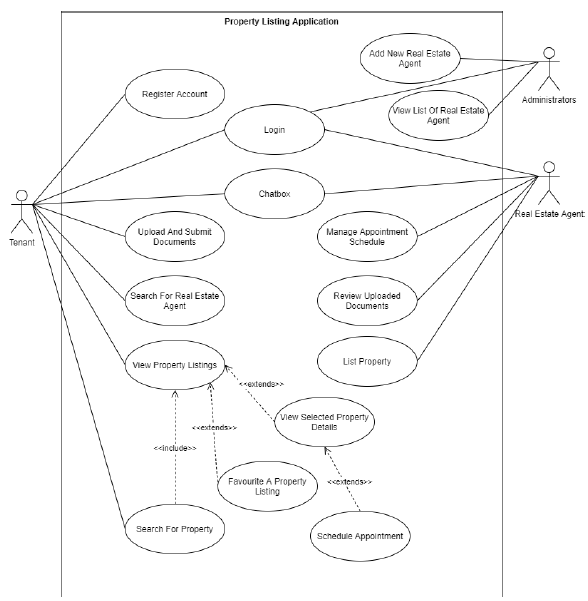 Property Listing Application
Add New Real Estate
Agent
Administrators
Register Account
View List Of Real Estate
Agent
Login
Chatbox
Real Estate Agent
Tenant
Upload And Submit
Documents
Manage Appointment
Schedule
Search For Real Estate
Agent
Review Uploaded
Documents
View Property Listings
List Property
<<extends>>
View Selected Property
Details
<<extends>>
<<include>>
Favourite A Property
Listing
<<extends>>
Search For Property
Schedule Appointment